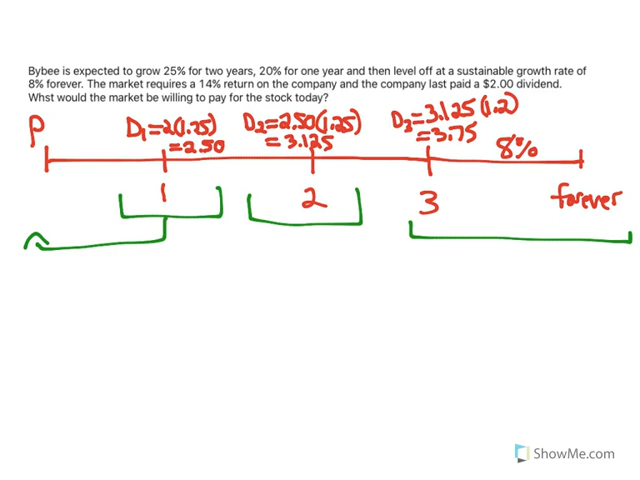 Bybee is expected to grow 25% for two years, 20% for one year and then level off at a sustainable growth rate of
8% forever. The market requires a 14% return on the company and the company last paid a $2.00 dividend.
Whst would the market be willing to pay for the stock today?
P D₁=2(1.25) D₂=2.50(1.25) D₃=3.125(1.2)
=2.50 =3.125 =3.75 8%
1 2 3 forever
ShowMe.com